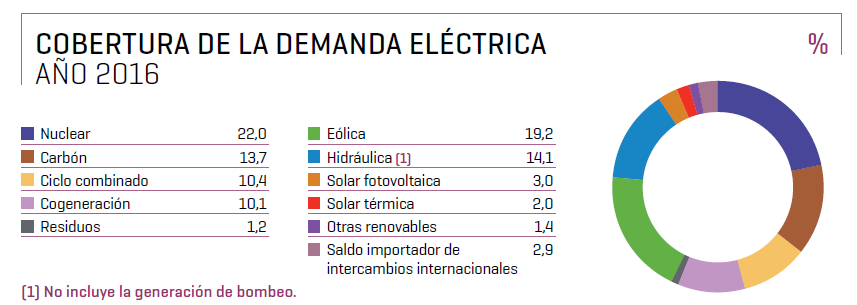 COBERTURA DE LA DEMANDA ELÉCTRICA %
AÑO 2016
Nuclear 22,0
Carbón 13,7
Ciclo combinado 10,4
Cogeneración 10,1
Residuos 1,2
Eólica 19,2
Hidráulica (1) 14,1
Solar fotovoltaica 3,0
Solar térmica 2,0
Otras renovables 1,4
Saldo importador de 2,9
intercambios internacionales
(1) No incluye la generación de bombeo.